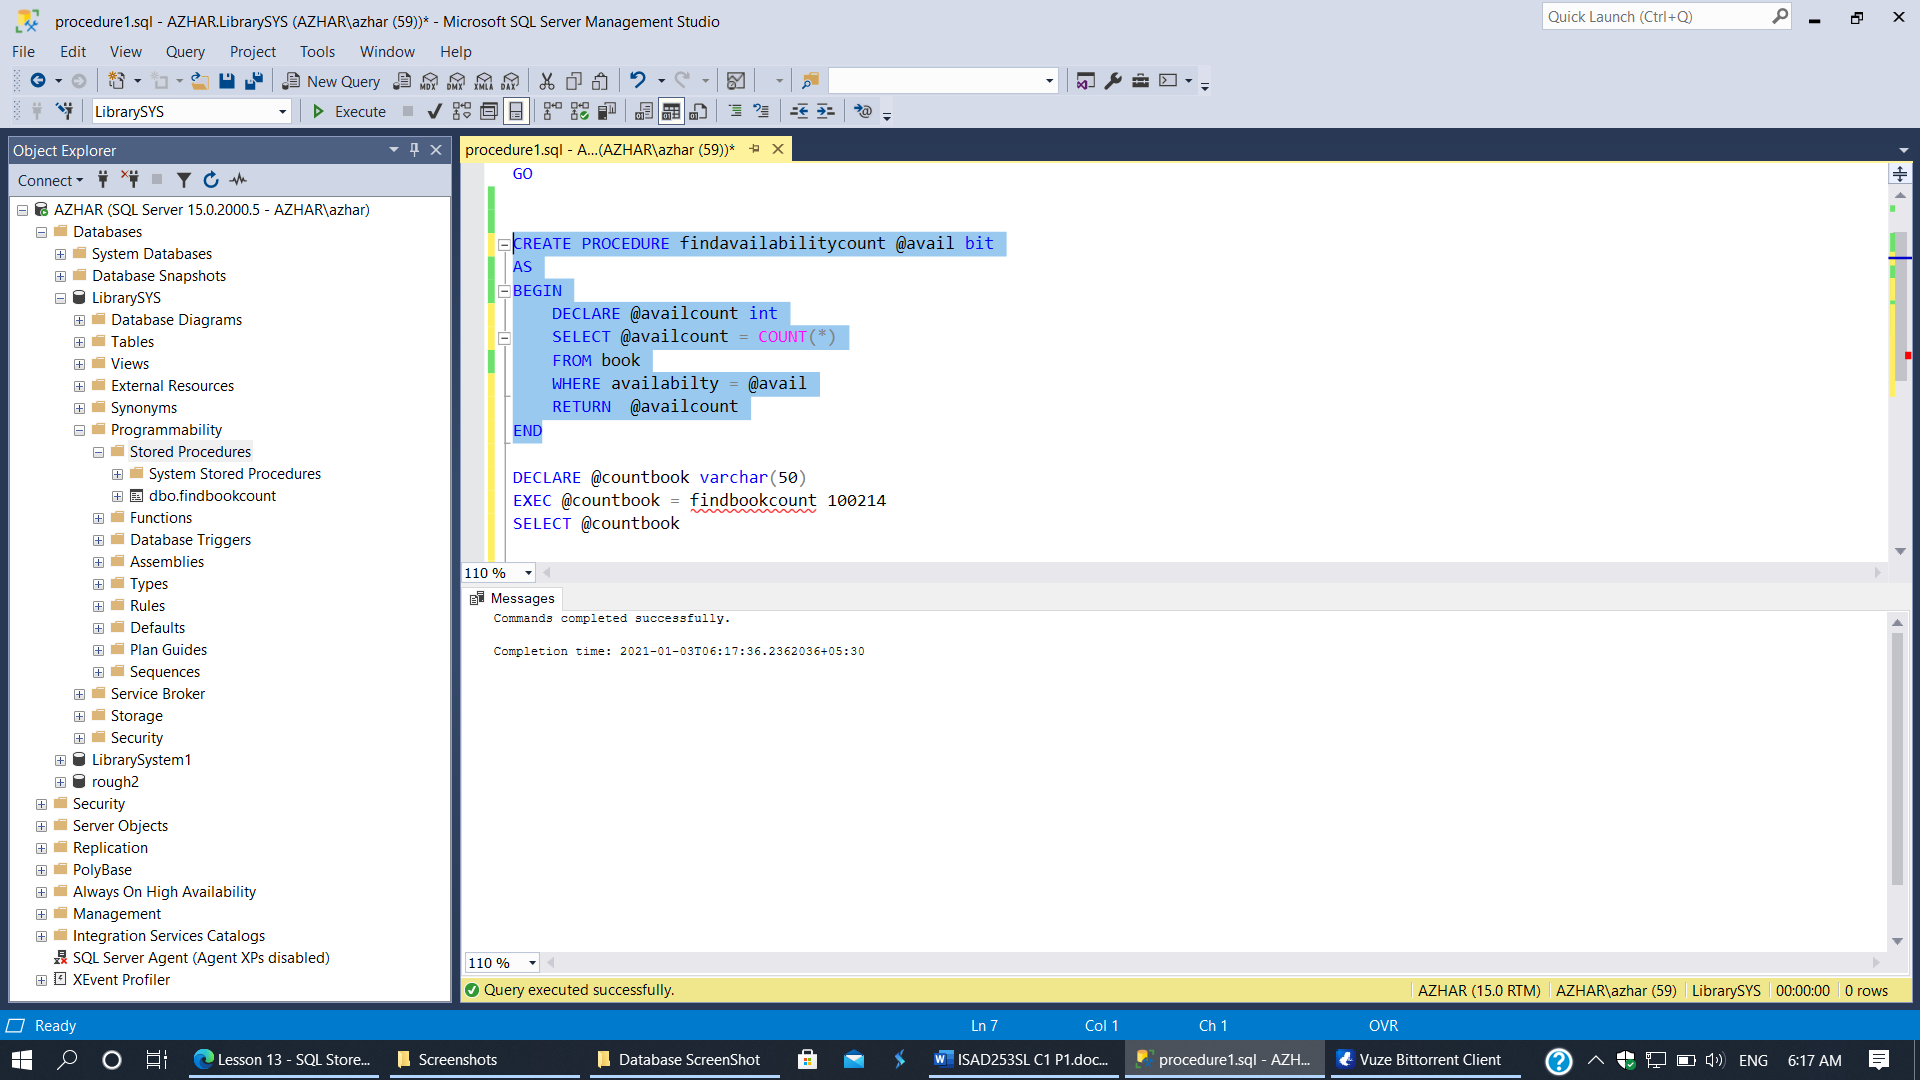 procedure1.sql - AZHAR.LibrarySYS (AZHAR\azhar (59))* - Microsoft SQL Server Management Studio
Quick Launch (Ctrl+Q)
File Edit View Query Project Tools Window Help
New Query MDX DMX XMLA DAX
LibrarySYS Execute
Object Explorer
procedure1.sql - A...(AZHAR\azhar (59))*
Connect
AZHAR (SQL Server 15.0.2000.5 - AZHAR\azhar)
Databases
System Databases
Database Snapshots
LibrarySYS
Database Diagrams
Tables
Views
External Resources
Synonyms
Programmability
Stored Procedures
System Stored Procedures
dbo.findbookcount
Functions
Database Triggers
Assemblies
Types
Rules
Defaults
Plan Guides
Sequences
Service Broker
Storage
Security
LibrarySystem1
rough2
Security
Server Objects
Replication
PolyBase
Always On High Availability
Management
Integration Services Catalogs
SQL Server Agent (Agent XPs disabled)
XEvent Profiler
GO
CREATE PROCEDURE findavailabilitycount @avail bit
AS
BEGIN
DECLARE @availcount int
SELECT @availcount = COUNT(*)
FROM book
WHERE availabilty = @avail
RETURN  @availcount
END
DECLARE @countbook varchar(50)
EXEC @countbook = findbookcount 100214
SELECT @countbook
110 %
Messages
Commands completed successfully.
Completion time: 2021-01-03T06:17:36.2362036+05:30
110 %
Query executed successfully.
AZHAR (15.0 RTM) AZHAR\azhar (59) LibrarySYS 00:00:00 0 rows
Ready Ln 7 Col 1 Ch 1 OVR
Lesson 13 - SQL Store... Screenshots Database ScreenShot ISAD253SL C1 P1.doc... procedure1.sql - AZH... Vuze Bittorrent Client ENG 6:17 AM